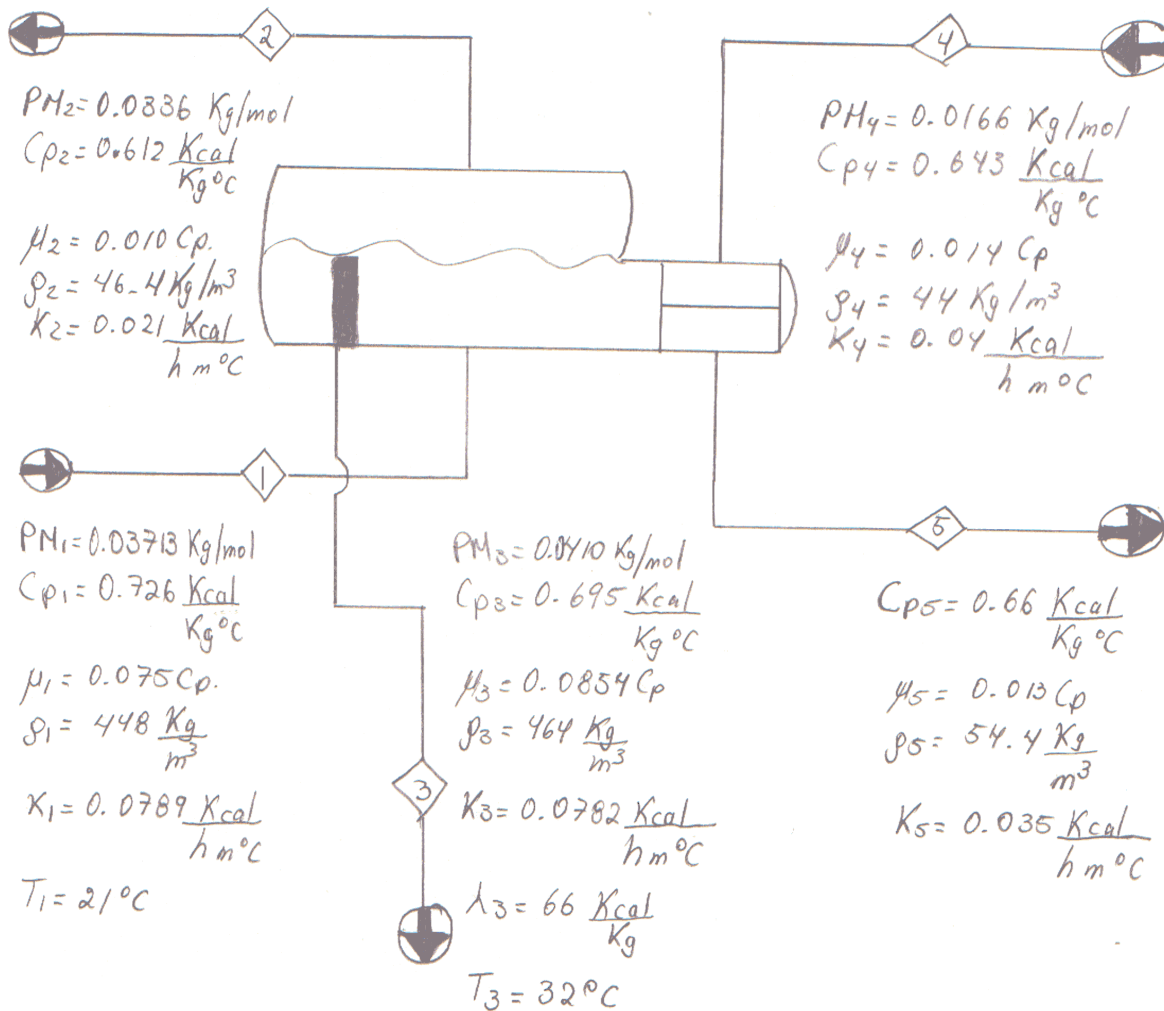 2
PM2= 0.0336 Kg/mol
Cp2= 0.612 Kcal
Kg°C
μ2 = 0.010 Cp.
ρ2 = 46.4 Kg/m³
K2= 0.021 Kcal
h m°C
4
PM4= 0.0166 Kg/mol
Cp4= 0.643 Kcal
Kg °C
μ4 = 0.014 Cp
ρ4 = 44 Kg/m³
K4= 0.04 Kcal
h m°C
1
PM1=0.03713 Kg/mol
Cp1= 0.726 Kcal
Kg°C
μ1= 0.075 Cp.
ρ1= 448 Kg
m³
K1= 0.0789 Kcal
h m°C
T1= 21°C
3
PM3=0.0410 Kg/mol
Cp3= 0.695 Kcal
Kg °C
μ3= 0.0854 Cp
ρ3= 464 Kg
m³
K3= 0.0782 Kcal
h m°C
λ3= 66 Kcal
Kg
T3 = 32°C
5
Cp5= 0.66 Kcal
Kg °C
μ5= 0.013 Cp
ρ5= 54.4 Kg
m³
K5= 0.035 Kcal
h m°C